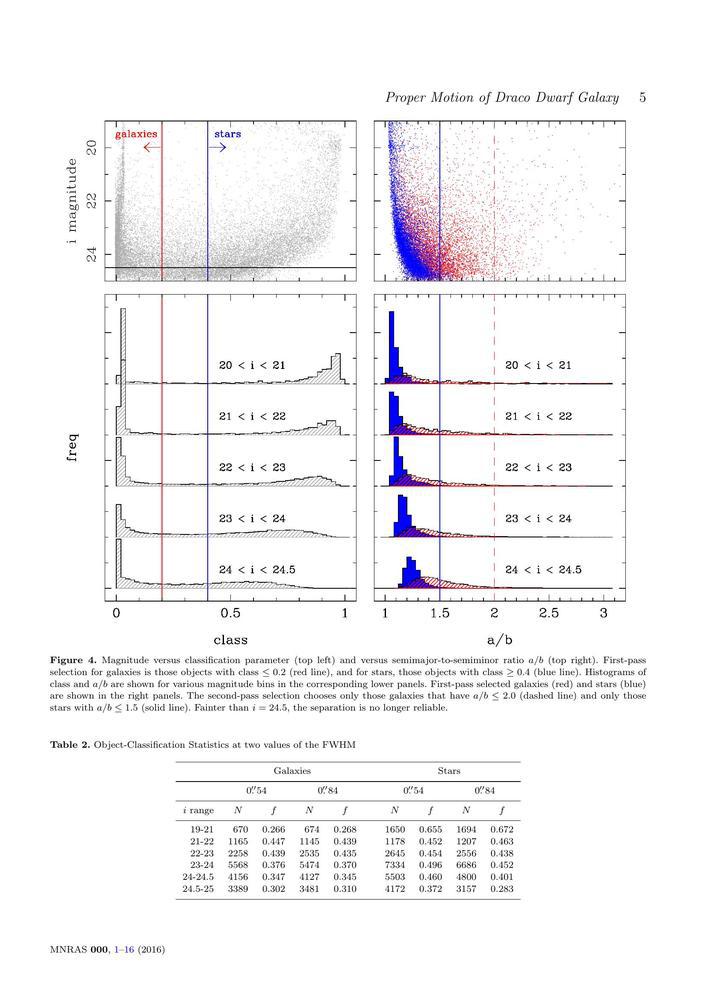 Proper Motion of Draco Dwarf Galaxy 5
galaxies
stars
i magnitude
20
22
24
20 < i < 21
21 < i < 22
22 < i < 23
23 < i < 24
24 < i < 24.5
freq
0 0.5 1
class
20 < i < 21
21 < i < 22
22 < i < 23
23 < i < 24
24 < i < 24.5
1 1.5 2 2.5 3
a/b
Figure 4. Magnitude versus classification parameter (top left) and versus semimajor-to-semiminor ratio a/b (top right). First-pass
selection for galaxies is those objects with class ≤ 0.2 (red line), and for stars, those objects with class ≥ 0.4 (blue line). Histograms of
class and a/b are shown for various magnitude bins in the corresponding lower panels. First-pass selected galaxies (red) and stars (blue)
are shown in the right panels. The second-pass selection chooses only those galaxies that have a/b ≤ 2.0 (dashed line) and only those
stars with a/b ≤ 1.5 (solid line). Fainter than i = 24.5, the separation is no longer reliable.
Table 2. Object-Classification Statistics at two values of the FWHM
Galaxies Stars
0.″54 0.″84 0.″54 0.″84
i range N f N f N f N f
19-21 670 0.266 674 0.268 1650 0.655 1694 0.672
21-22 1165 0.447 1145 0.439 1178 0.452 1207 0.463
22-23 2258 0.439 2535 0.435 2645 0.454 2556 0.438
23-24 5568 0.376 5474 0.370 7334 0.496 6686 0.452
24-24.5 4156 0.347 4127 0.345 5503 0.460 4800 0.401
24.5-25 3389 0.302 3481 0.310 4172 0.372 3157 0.283
MNRAS 000, 1–16 (2016)